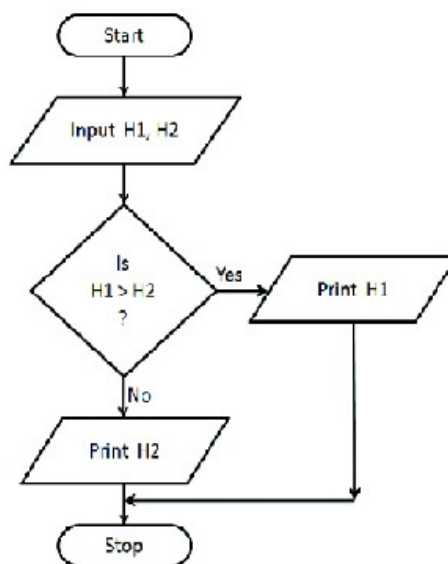 Start
Input H1, H2
Is
H1 > H2
?
Yes
Print H1
No
Print H2
Stop